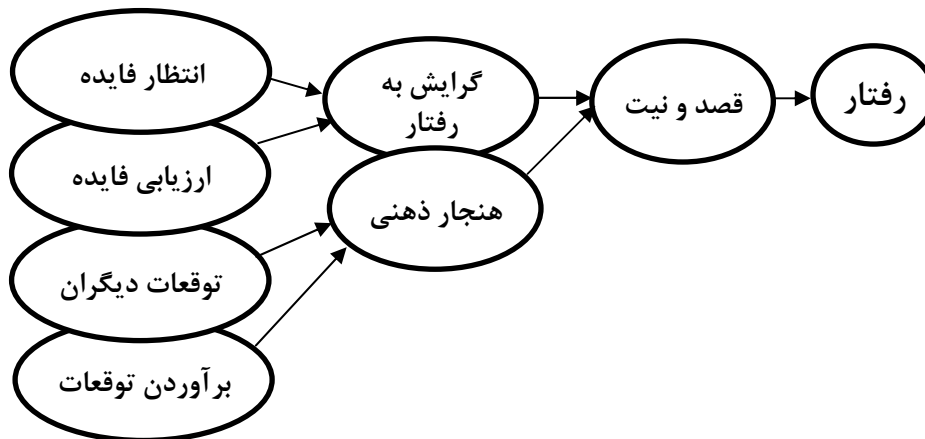 انتظار فایده
ارزیابی فایده
توقعات دیگران
برآوردن توقعات
گرایش به
رفتار
هنجار ذهنی
قصد و نیت
رفتار